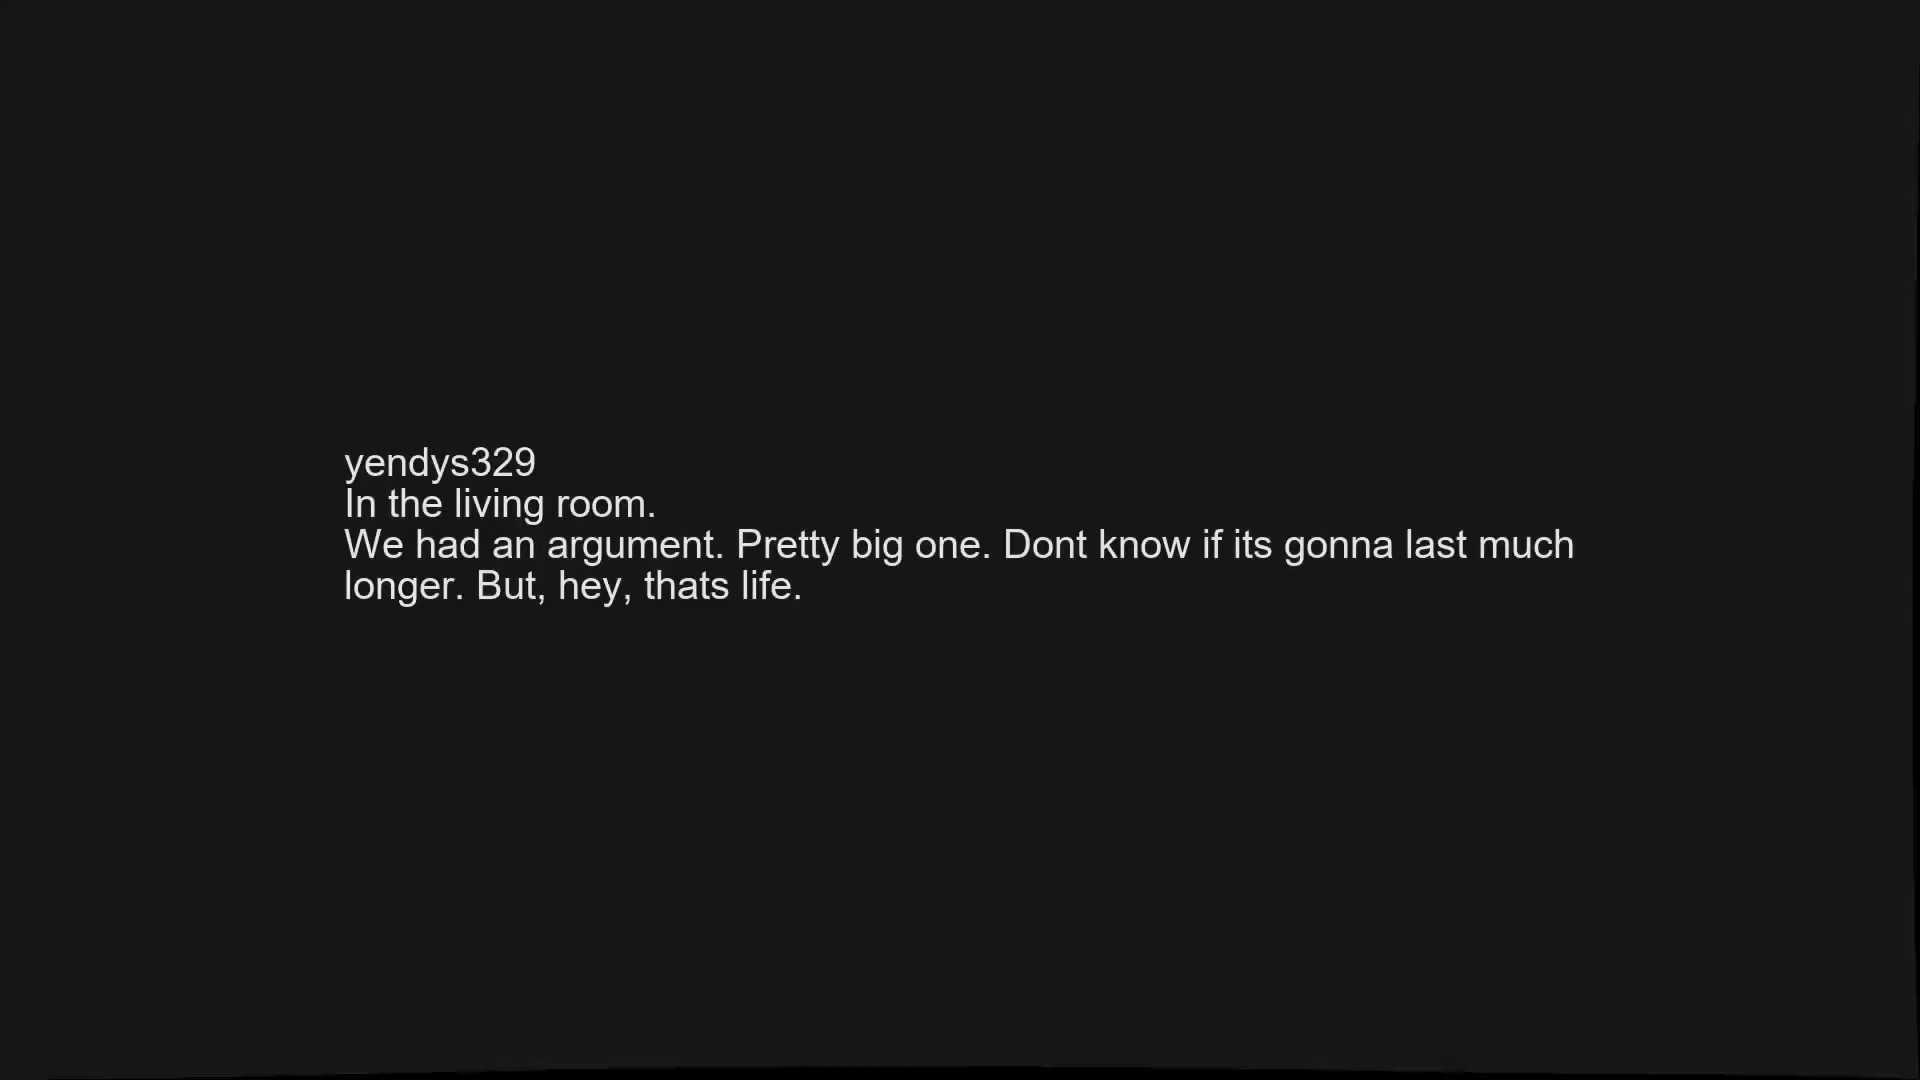 yendys329
In the living room.
We had an argument. Pretty big one. Dont know if its gonna last much
longer. But, hey, thats life.